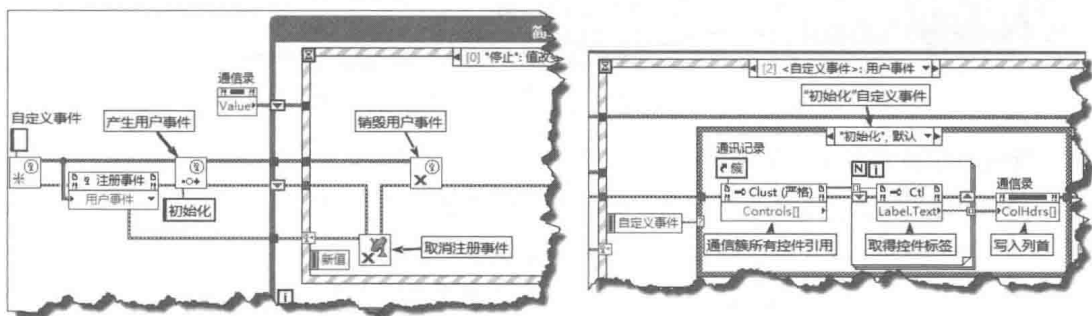 简
[0] "停止": 值改
通信录
Value
自定义事件
产生用户事件
销毁用户事件
注册事件
用户事件
初始化
取消注册事件
新值
i
[2] <自定义事件>: 用户事件
"初始化"自定义事件
"初始化", 默认
通讯记录
簇
N
i
通信录
Clust (严格)
Ctl
Controls[]
Label.Text
ColHdrs[]
自定义事件
通信簇所有控件引用
取得控件标签
写入列首